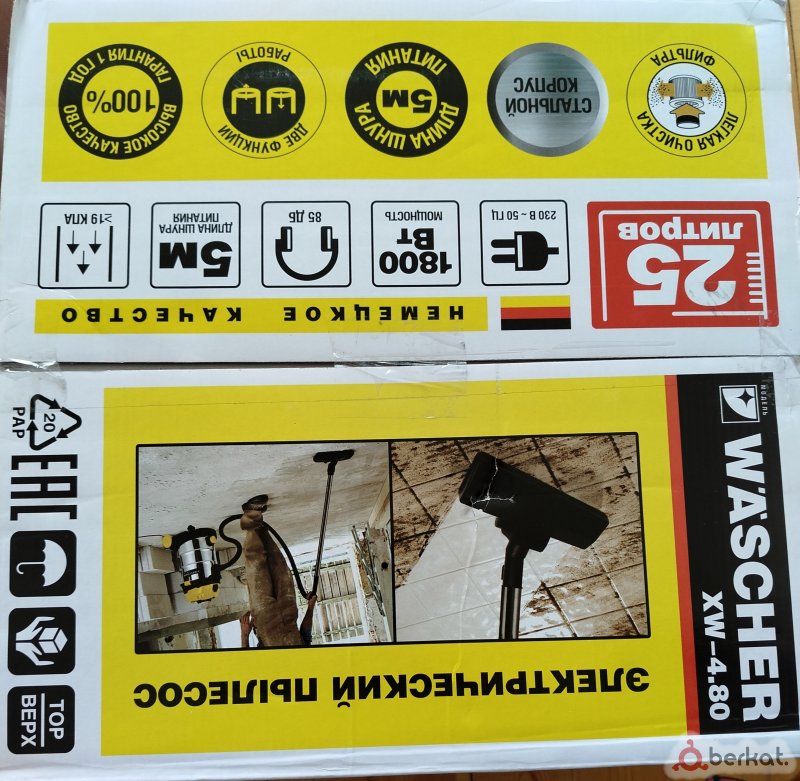 ЛЕГКАЯ ОЧИСТКА
ФИЛЬТРА
СТАЛЬНОЙ
КОРПУС
ДЛИНА ШНУРА
5М
ПИТАНИЯ
ДВЕ ФУНКЦИИ
РАБОТЫ
ВЫСОКОЕ КАЧЕСТВО
100%
ГАРАНТИЯ 1 ГОД
25
ЛИТРОВ
230 В ~ 50 ГЦ
1800
ВТ
МОЩНОСТЬ
85 ДБ
5М
ДЛИНА ШНУРА
ПИТАНИЯ
≥19 КПА
НЕМЕЦКОЕ КАЧЕСТВО
МОДЕЛЬ
WÄSCHER
XW-4.80
ЭЛЕКТРИЧЕСКИЙ ПЫЛЕСОС
20
PAP
EAC
TOP
ВЕРХ
berkat.